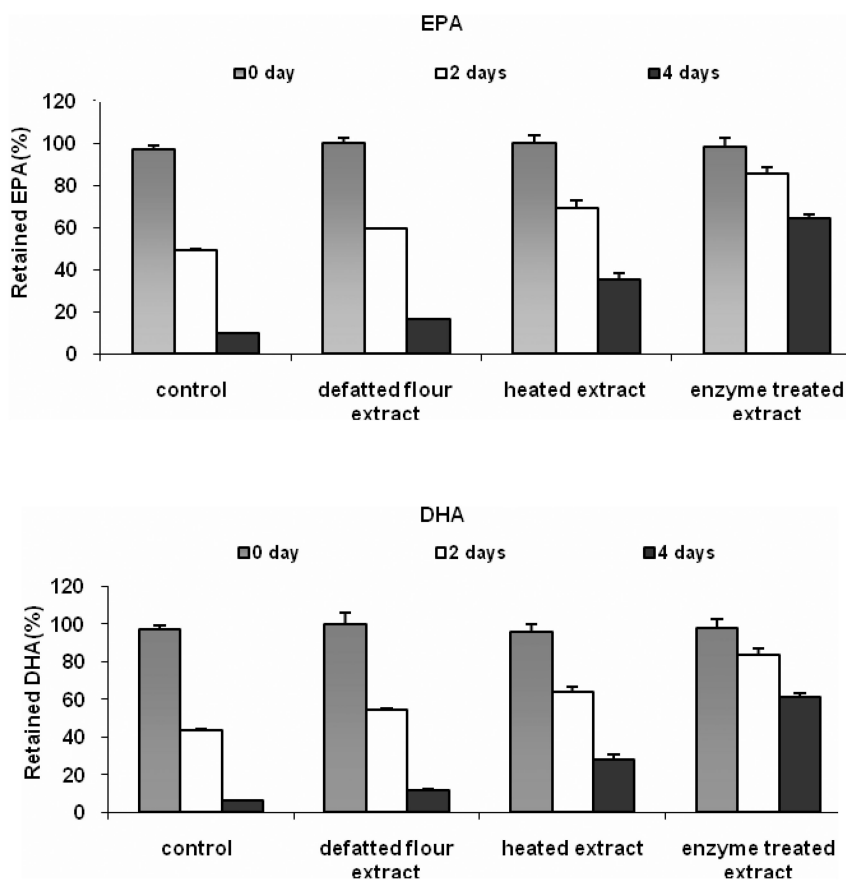 EPA
0 day 2 days 4 days
120
100
80
60
40
20
0
Retained EPA(%)
control defatted flour extract heated extract enzyme treated extract
DHA
0 day 2 days 4 days
120
100
80
60
40
20
0
Retained DHA(%)
control defatted flour extract heated extract enzyme treated extract